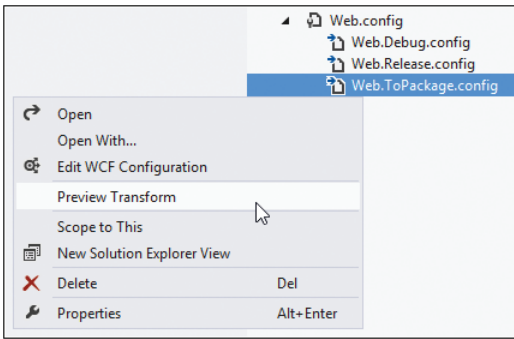 Web.config
Web.Debug.config
Web.Release.config
Web.ToPackage.config
Open
Open With...
Edit WCF Configuration
Preview Transform
Scope to This
New Solution Explorer View
Delete Del
Properties Alt+Enter